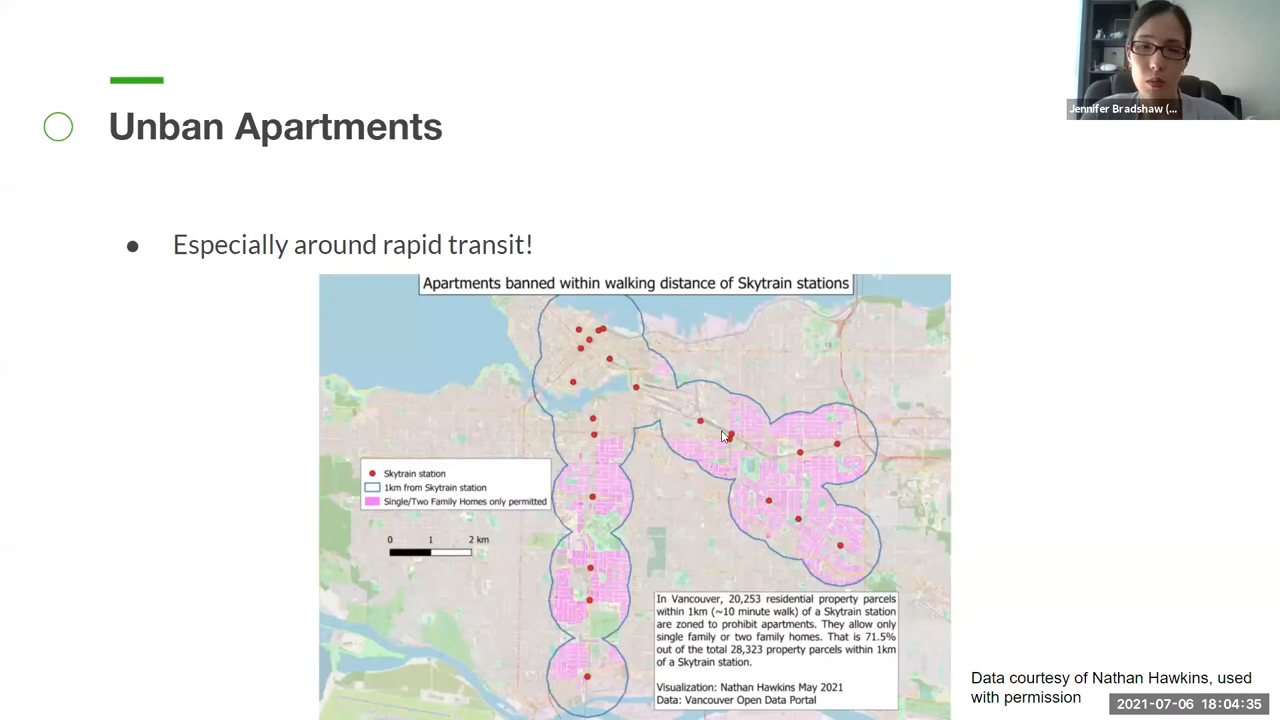 Jennifer Bradshaw (...
Unban Apartments
● Especially around rapid transit!
Apartments banned within walking distance of Skytrain stations
Skytrain station
1km from Skytrain station
Single/Two Family Homes only permitted
0 1 2 km
In Vancouver, 20,253 residential property parcels
within 1km (~10 minute walk) of a Skytrain station
are zoned to prohibit apartments. They allow only
single family or two family homes. That is 71.5%
out of the total 28,323 property parcels within 1km
of a Skytrain station.
Visualization: Nathan Hawkins May 2021
Data: Vancouver Open Data Portal
Data courtesy of Nathan Hawkins, used
with permission
2021-07-06 18:04:35